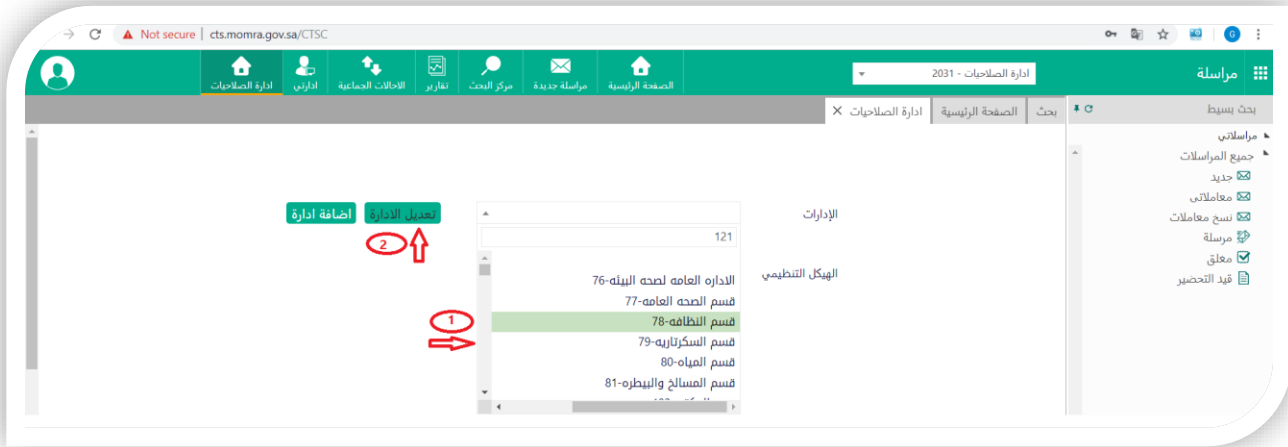 Not secure | cts.momra.gov.sa/CTSC
G
مراسلة
ادارة الصلاحيات - 2031
الصفحة الرئيسية
مراسلة جديدة
مركز البحث
تقارير
الاحالات الجماعية
ادارتي
ادارة الصلاحيات
بحث بسيط
بحث
الصفحة الرئيسية
ادارة الصلاحيات X
مراسلاتي
جميع المراسلات
جديد
معاملاتى
نسخ معاملات
مرسلة
معلق
قيد التحضير
الإدارات
تعديل الادارة
اضافة ادارة
2
121
الهيكل التنظيمي
الاداره العامه لصحه البيئه-76
قسم الصحه العامه-77
قسم النظافه-78
1
قسم السكرتاريه-79
قسم المياه-80
قسم المسالخ والبيطره-81